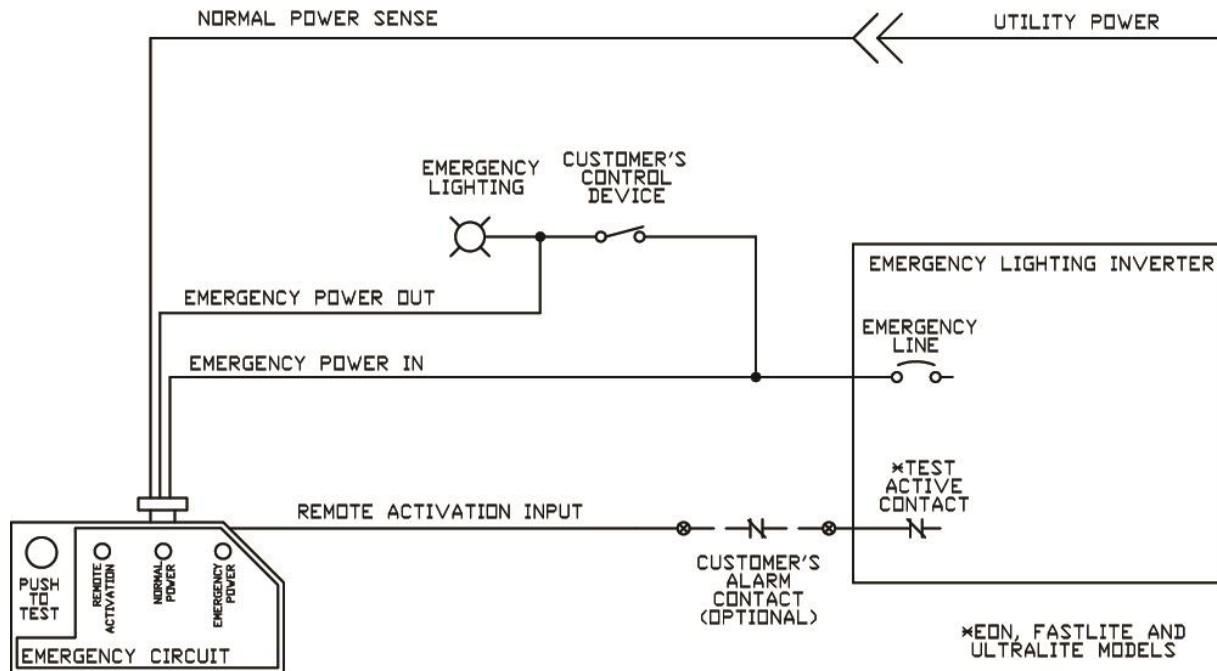 NORMAL POWER SENSE
UTILITY POWER
EMERGENCY
LIGHTING
CUSTOMER'S
CONTROL
DEVICE
EMERGENCY LIGHTING INVERTER
EMERGENCY POWER OUT
EMERGENCY
LINE
EMERGENCY POWER IN
*TEST
ACTIVE
CONTACT
REMOTE ACTIVATION INPUT
CUSTOMER'S
ALARM
CONTACT
(OPTIONAL)
PUSH
TO
TEST
REMOTE
ACTIVATION
NORMAL
POWER
EMERGENCY
POWER
EMERGENCY CIRCUIT
*EON, FASTLITE AND
ULTRALITE MODELS